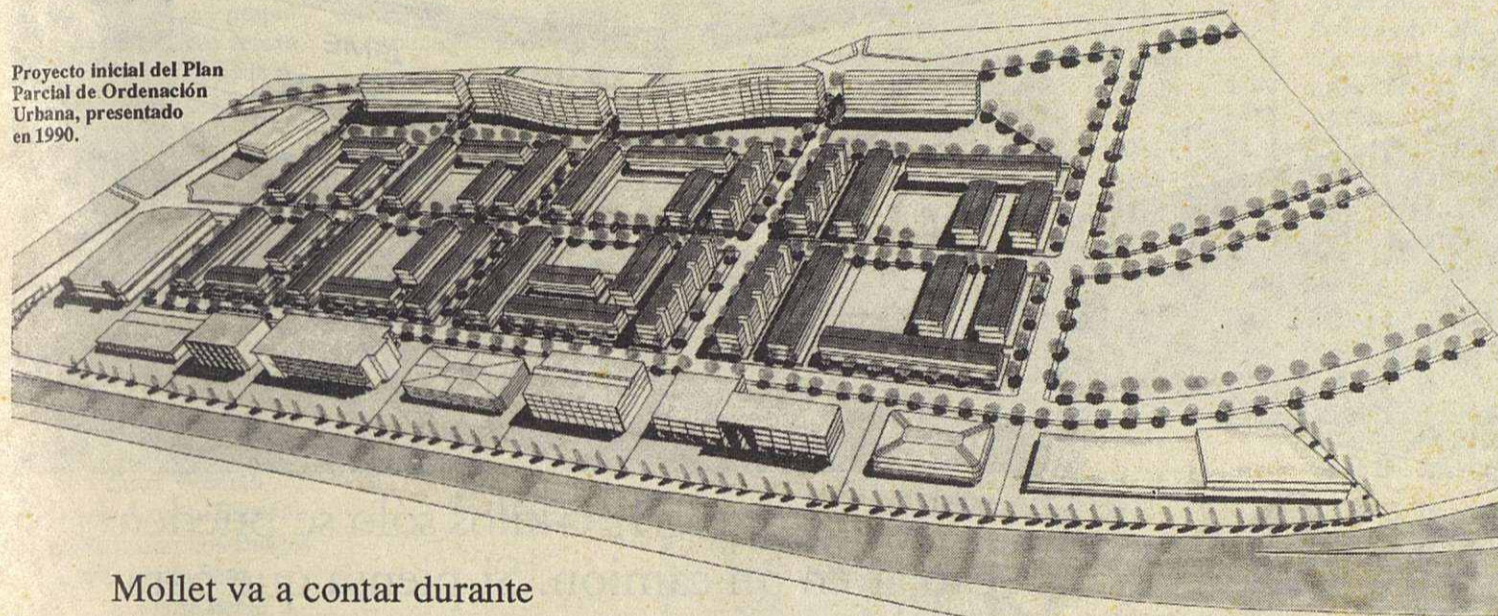 Proyecto inicial del Plan
Parcial de Ordenación
Urbana, presentado
en 1990.
Mollet va a contar durante